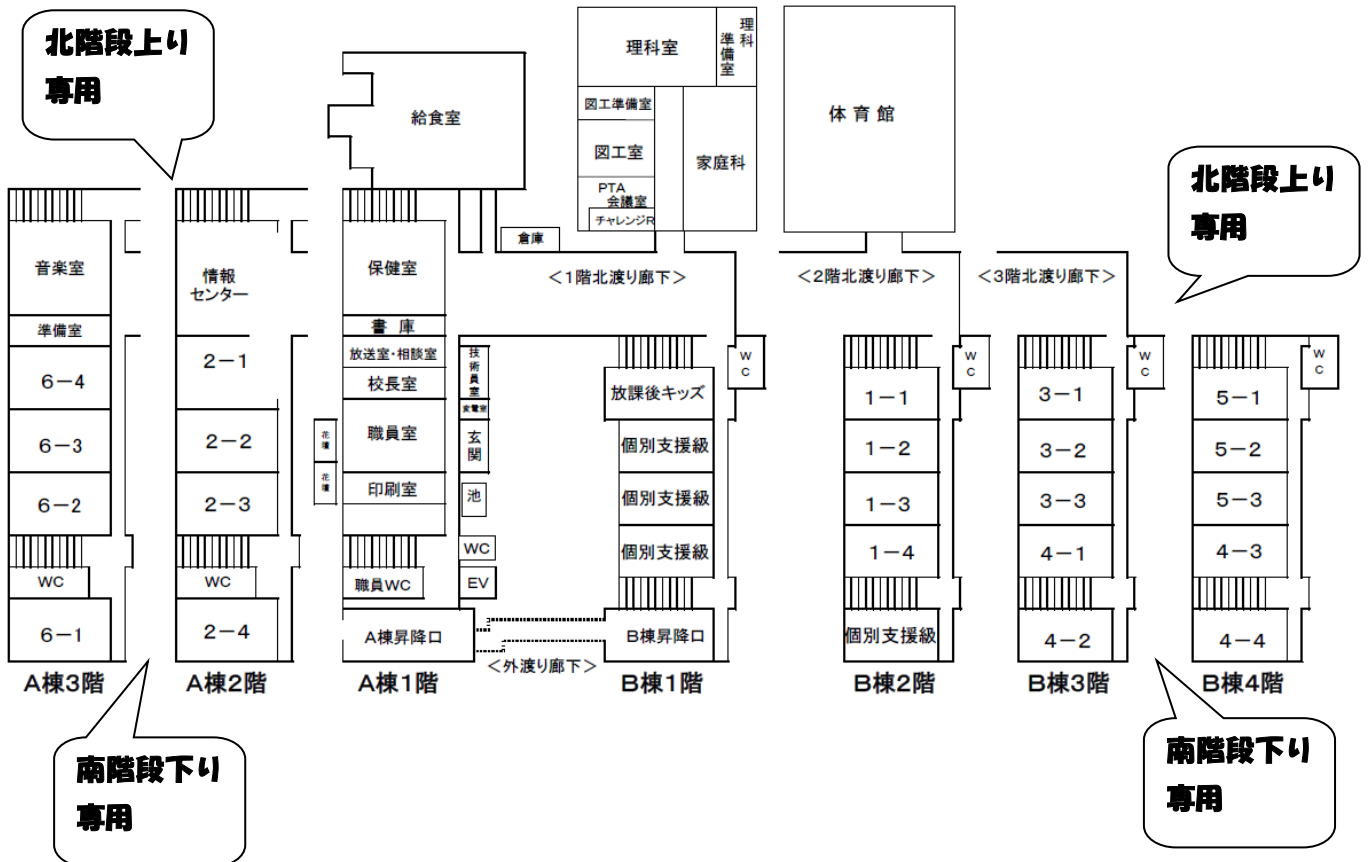 北階段上り
専用
理科室
理科
準備室
体育館
給食室
図工準備室
図工室
家庭科
PTA
会議室
チャレンジR
倉庫
北階段上り
専用
音楽室
準備室
6－4
6－3
6－2
WC
6－1
A棟3階
情報
センター
2－1
2－2
2－3
WC
2－4
A棟2階
保健室
書庫
放送室・相談室
校長室
職員室
印刷室
職員WC
A棟昇降口
A棟1階
花壇
花壇
技術員室
変電室
玄関
池
WC
EV
＜外渡り廊下＞
＜1階北渡り廊下＞
WC
放課後キッズ
個別支援級
個別支援級
個別支援級
B棟昇降口
B棟1階
＜2階北渡り廊下＞
WC
1－1
1－2
1－3
1－4
個別支援級
B棟2階
＜3階北渡り廊下＞
WC
3－1
3－2
3－3
4－1
4－2
B棟3階
WC
5－1
5－2
5－3
4－3
4－4
B棟4階
南階段下り
専用
南階段下り
専用